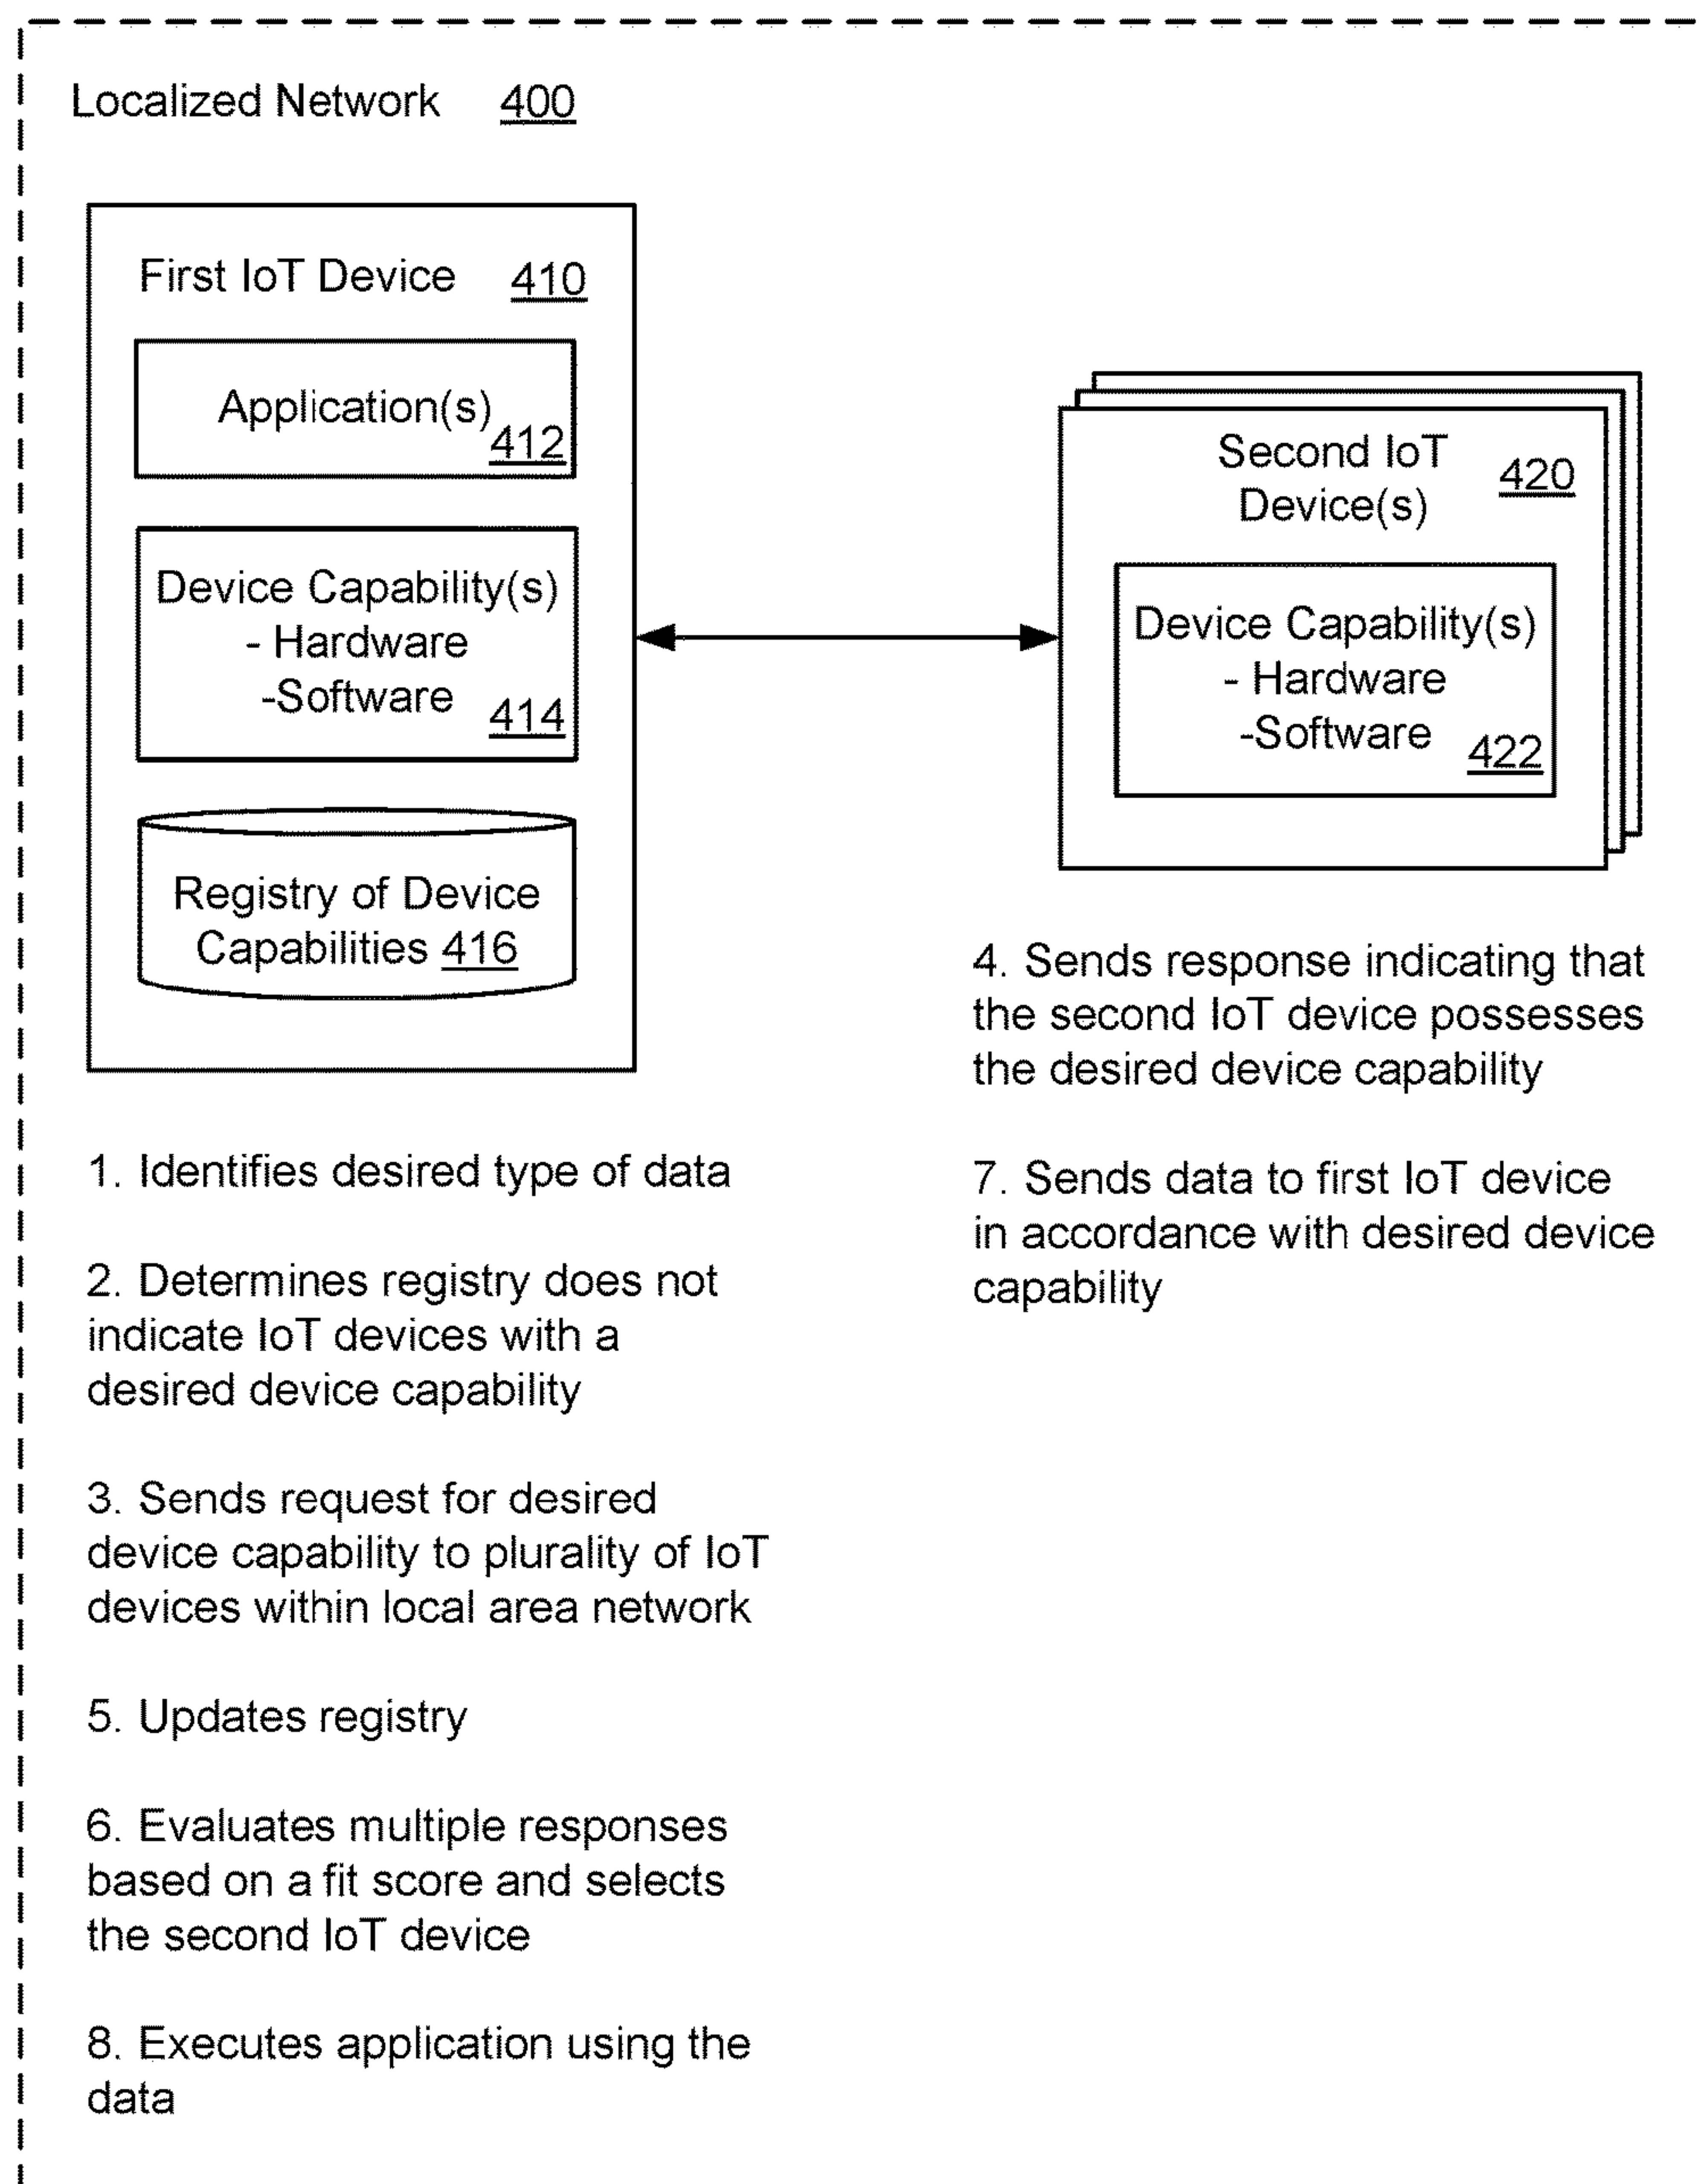 Localized Network 400
First IoT Device 410
Application(s)
412
Device Capability(s)
- Hardware
-Software
414
Registry of Device
Capabilities 416
Second IoT
Device(s)
420
Device Capability(s)
- Hardware
-Software
422
1. Identifies desired type of data
2. Determines registry does not
indicate IoT devices with a
desired device capability
3. Sends request for desired
device capability to plurality of IoT
devices within local area network
5. Updates registry
6. Evaluates multiple responses
based on a fit score and selects
the second IoT device
8. Executes application using the
data
4. Sends response indicating that
the second IoT device possesses
the desired device capability
7. Sends data to first IoT device
in accordance with desired device
capability